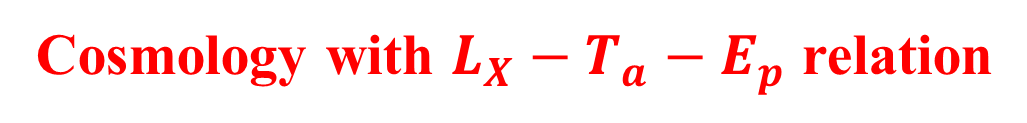 Cosmology with $L_X - T_a - E_p$ relation